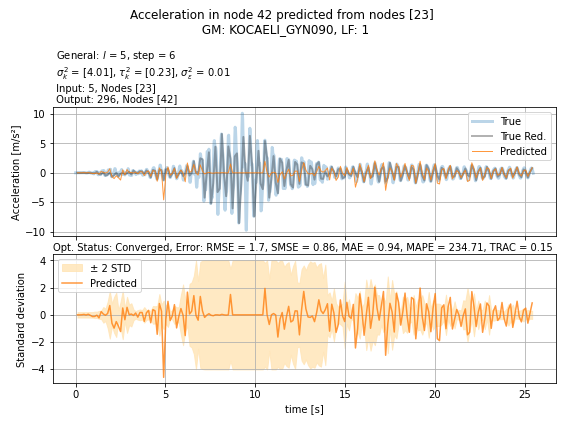 Acceleration in node 42 predicted from nodes [23]
GM: KOCAELI_GYN090, LF: 1
General: l = 5, step = 6
σ²ₖ = [4.01], τ²ₖ = [0.23], σ²ε = 0.01
Input: 5, Nodes [23]
Output: 296, Nodes [42]
Acceleration [m/s²]
10
5
0
−5
−10
True
True Red.
Predicted
Opt. Status: Converged, Error: RMSE = 1.7, SMSE = 0.86, MAE = 0.94, MAPE = 234.71, TRAC = 0.15
Standard deviation
4
2
0
−2
−4
± 2 STD
Predicted
0 5 10 15 20 25
time [s]